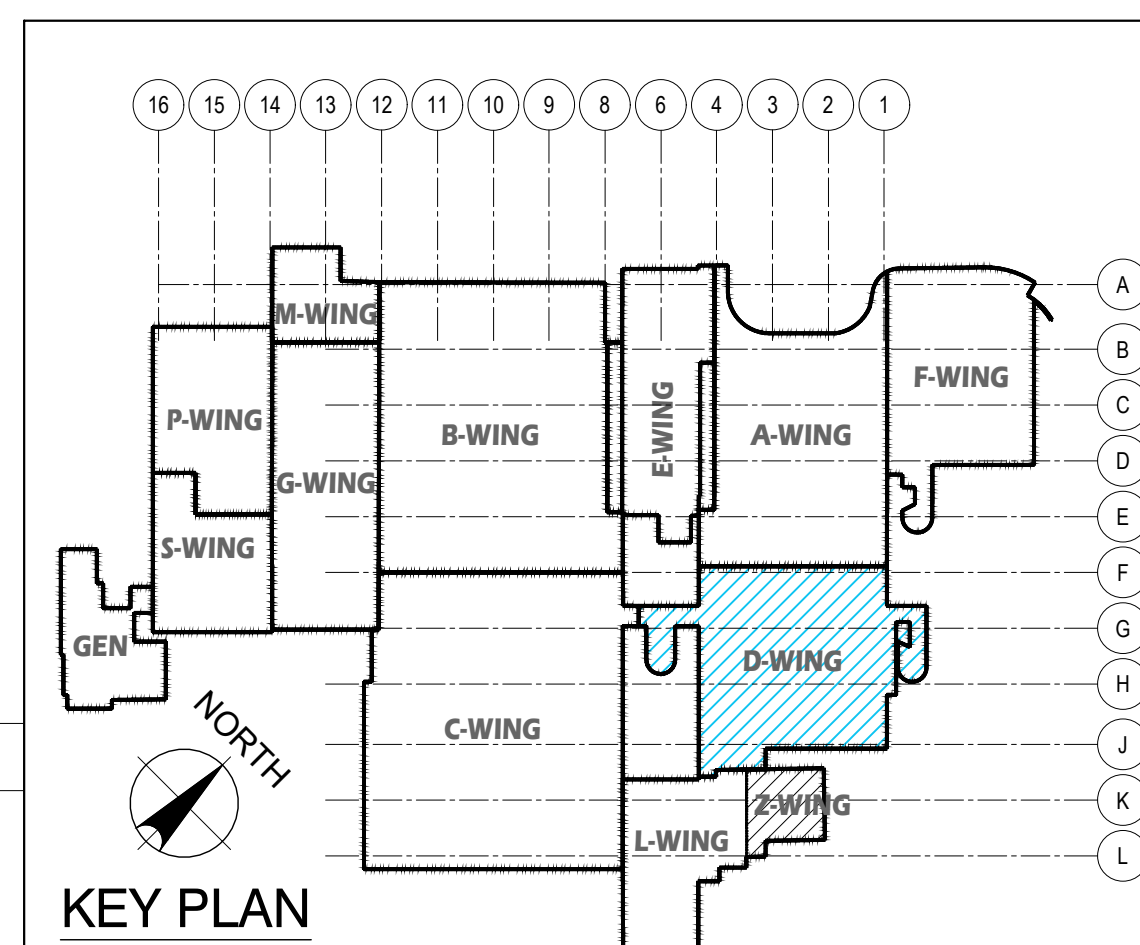 16 15 14 13 12 11 10 9 8 6 4 3 2 1
A
M-WING
B
F-WING
C
P-WING
B-WING
E-WING
A-WING
D
G-WING
E
S-WING
F
G
GEN
D-WING
H
NORTH
C-WING
J
Z-WING
K
L-WING
L
KEY PLAN